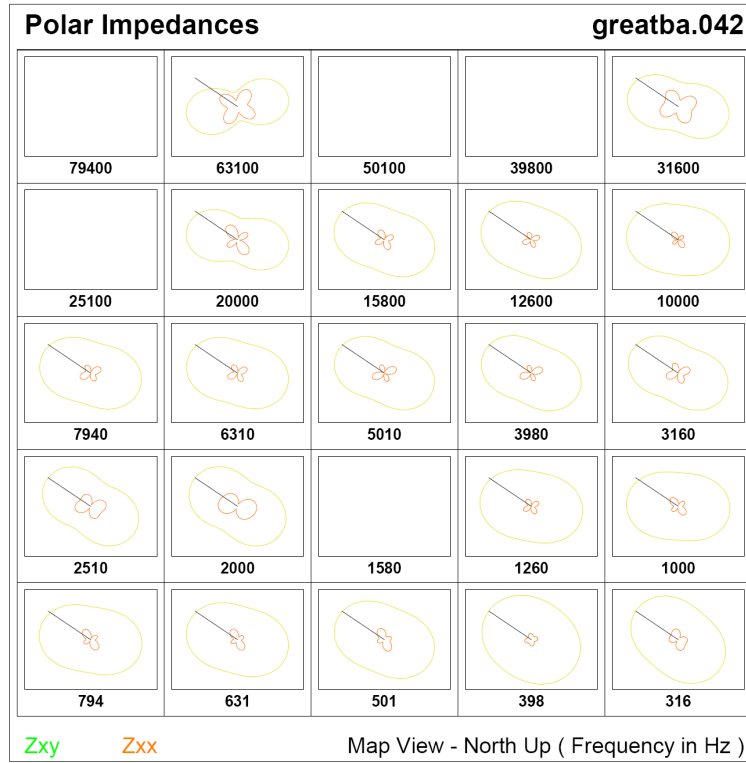 Polar Impedances greatba.042
79400 63100 50100 39800 31600
25100 20000 15800 12600 10000
7940 6310 5010 3980 3160
2510 2000 1580 1260 1000
794 631 501 398 316
Zxy Zxx Map View - North Up ( Frequency in Hz )